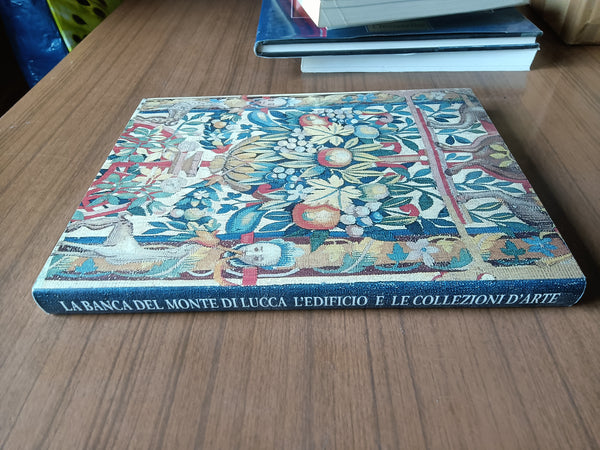 LA BANCA DEL MONTE DI LUCCA L'EDIFICIO E LE COLLEZIONI D'ARTE